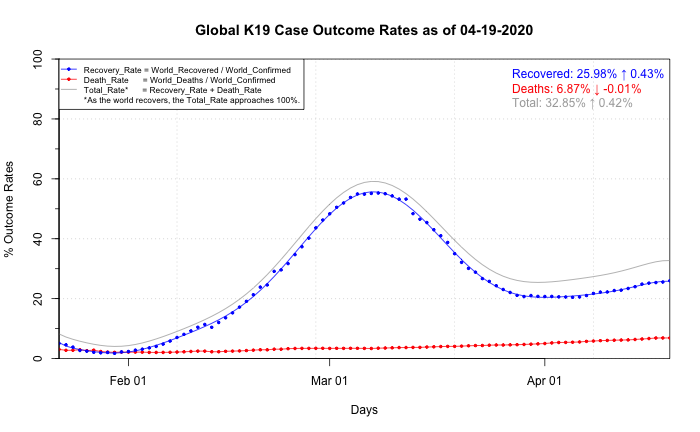 Global K19 Case Outcome Rates as of 04-19-2020
Recovery_Rate = World_Recovered / World_Confirmed
Death_Rate = World_Deaths / World_Confirmed
Total_Rate* = Recovery_Rate + Death_Rate
*As the world recovers, the Total_Rate approaches 100%.
Recovered: 25.98% ↑ 0.43%
Deaths: 6.87% ↓ -0.01%
Total: 32.85% ↑ 0.42%
% Outcome Rates
100
80
60
40
20
0
Feb 01
Mar 01
Apr 01
Days